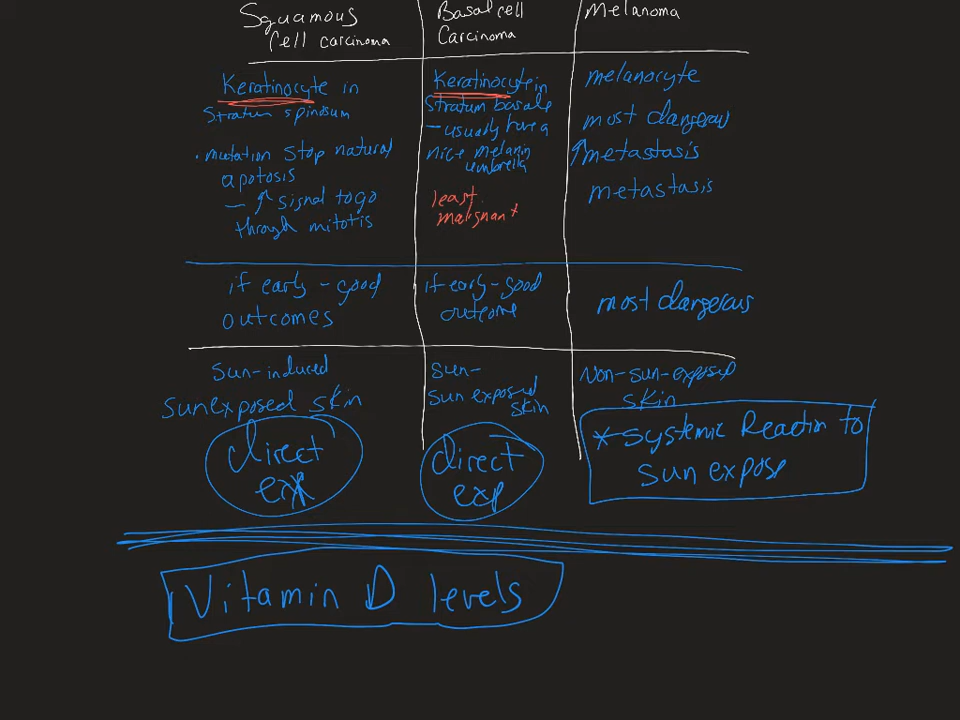 Squamous
Cell carcinoma
Keratinocyte in
Stratum spinosum
• mutation stop natural
apotosis
- ↑ signal to go
through mitotis
if early - good
outcomes
sun-induced
sun exposed skin
direct
exp
Basal cell
Carcinoma
Keratinocyte in
Stratum basale
- usually have a
nice melanin
umbrella
least
malignant
if early - good
outcome
sun-
sun exposed
skin
direct
exp
Melanoma
melanocyte
most dangerous
↑ metastasis
metastasis
most dangerous
Non-sun-exposed
skin
*systemic Reaction to
sun expose
Vitamin D levels